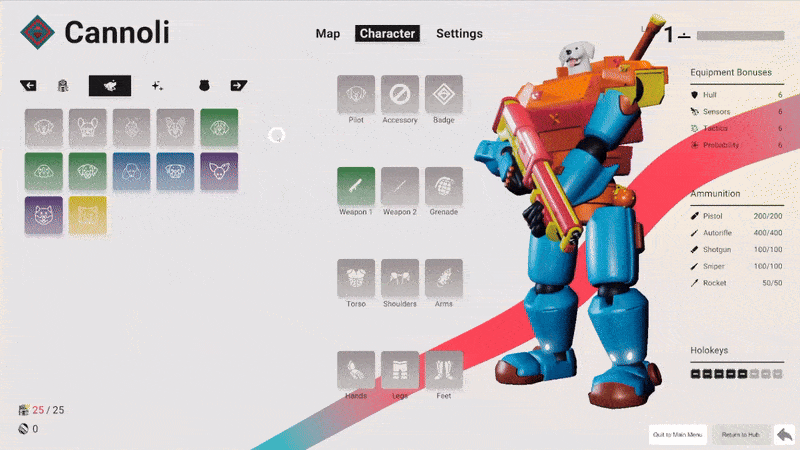 Cannoli
Map Character Settings
1
Pilot Accessory Badge
Weapon 1 Weapon 2 Grenade
Torso Shoulders Arms
Hands Legs Feet
Equipment Bonuses
Hull 6
Sensors 6
Tactics 6
Probability 6
Ammunition
Pistol 200/200
Autorifle 400/400
Shotgun 100/100
Sniper 100/100
Rocket 50/50
Holokeys
25 / 25
0
Quit to Main Menu
Return to Hub